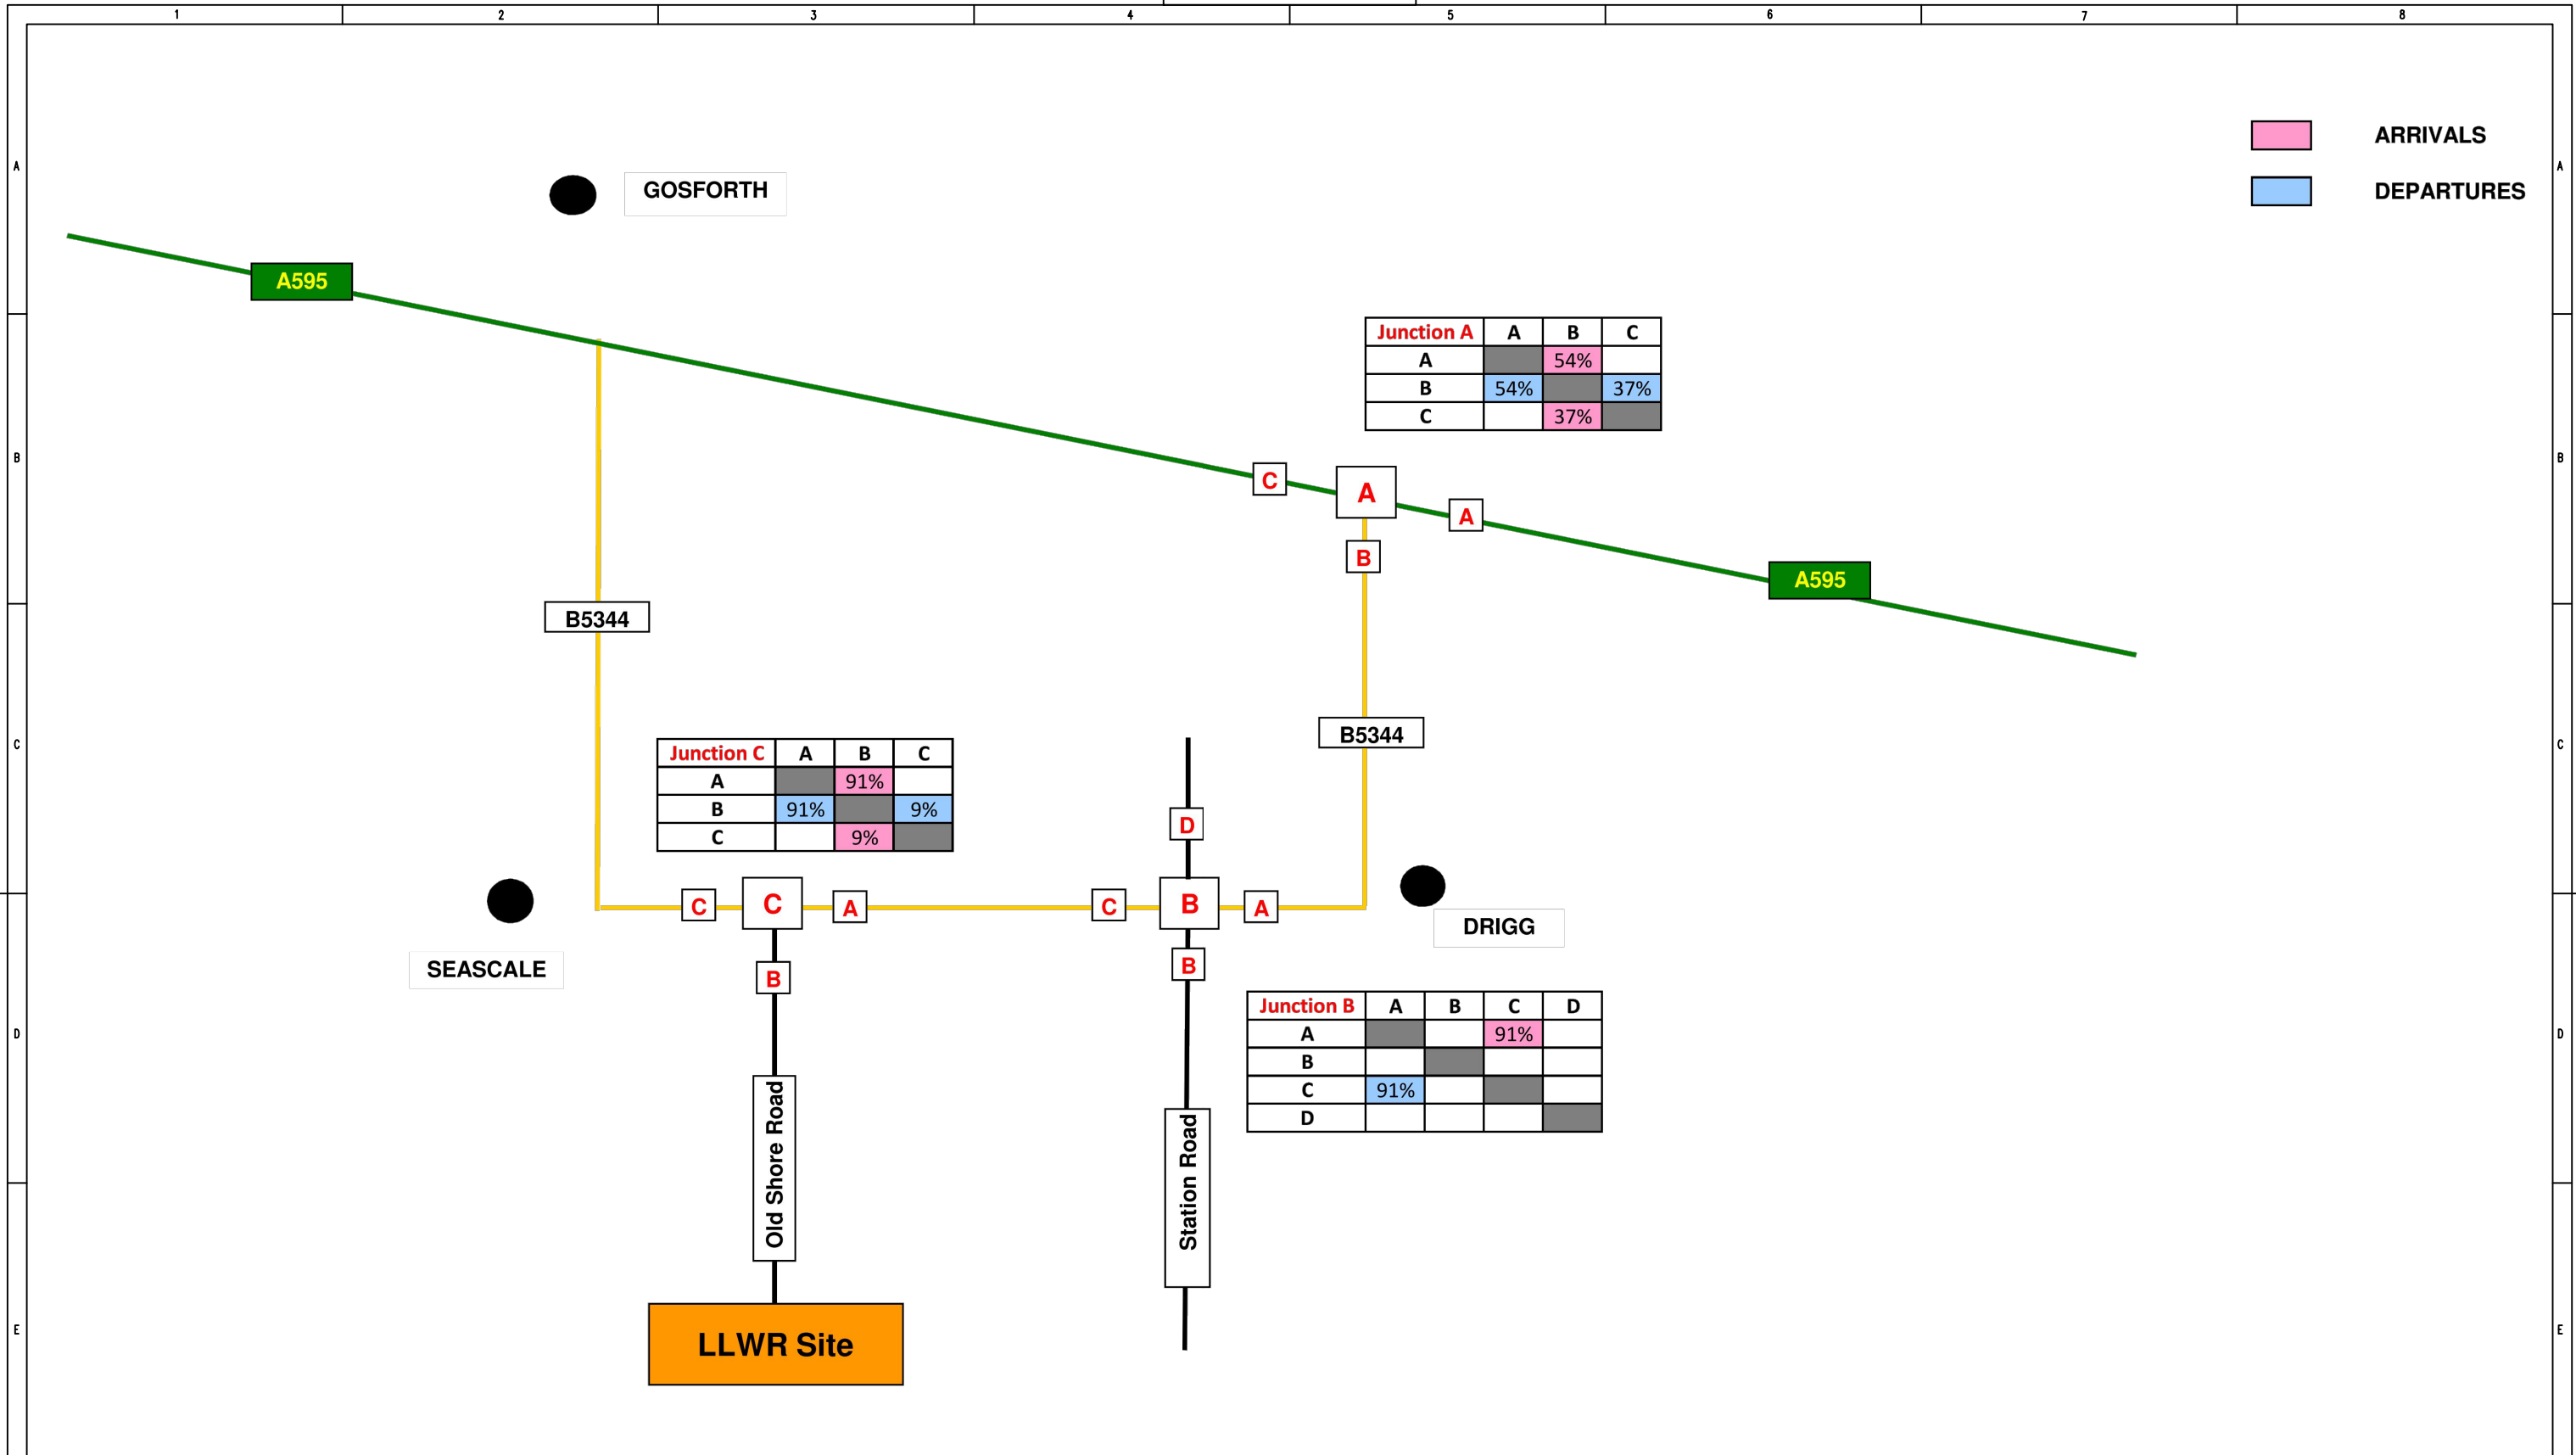 1 2 3 4 5 6 7 8
ARRIVALS
A A
GOSFORTH
DEPARTURES
A595
Junction A A B C
A 54%
B 54% 37%
C 37%
B B
C A A
B
A595
B5344
B5344
C C
Junction C A B C
A 91%
B 91% 9%
C 9%
D
C C A C B A
DRIGG
SEASCALE
B B
Junction B A B C D
A 91%
B
C 91%
D
D D
Old Shore Road
Station Road
E E
LLWR Site